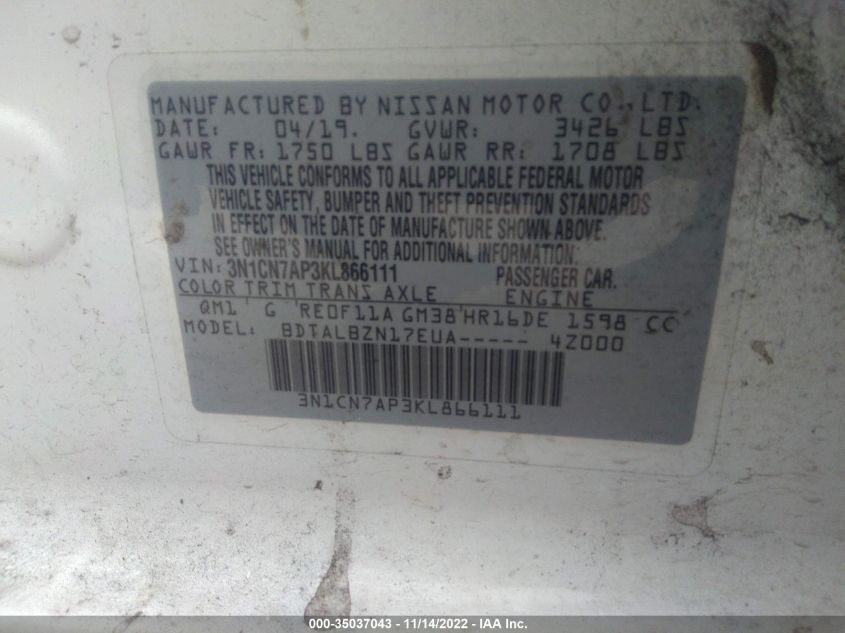 MANUFACTURED BY NISSAN MOTOR CO., LTD.
DATE: 04/19. GVWR: 3426 LBS
GAWR FR: 1750 LBS GAWR RR: 1708 LBS
THIS VEHICLE CONFORMS TO ALL APPLICABLE FEDERAL MOTOR
VEHICLE SAFETY, BUMPER AND THEFT PREVENTION STANDARDS
IN EFFECT ON THE DATE OF MANUFACTURE SHOWN ABOVE.
SEE OWNER'S MANUAL FOR ADDITIONAL INFORMATION.
VIN: 3N1CN7AP3KL866111 PASSENGER CAR.
COLOR TRIM TRANS AXLE ENGINE
QM1 ' G 'RE0F11A GM38'HR16DE 1598 CC
MODEL: BDTALBZN17EUA----- 4Z000
3N1CN7AP3KL866111
000-35037043 - 11/14/2022 - IAA Inc.